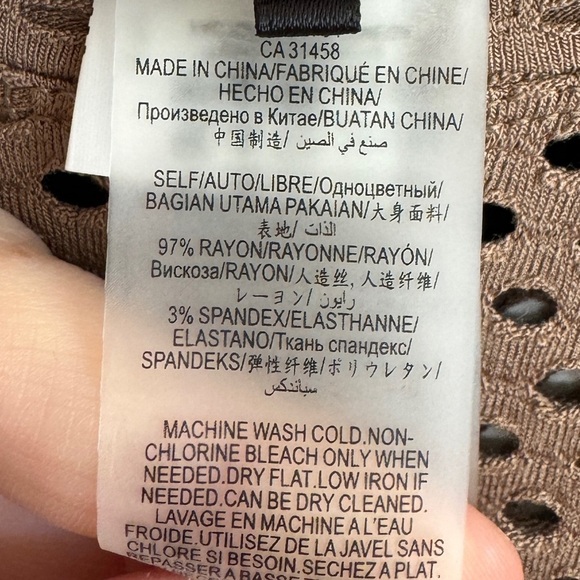 CA 31458
MADE IN CHINA/FABRIQUÉ EN CHINE/
HECHO EN CHINA/
Произведено в Китае/BUATAN CHINA/
中国制造/ صنع في الصين
SELF/AUTO/LIBRE/Одноцветный/
BAGIAN UTAMA PAKAIAN/大身面料/
表地/ الذات
97% RAYON/RAYONNE/RAYÓN/
Вискоза/RAYON/人造丝, 人造纤维/
レーヨン/ رايون
3% SPANDEX/ELASTHANNE/
ELASTANO/Ткань спандекс/
SPANDEKS/弹性纤维/ポリウレタン/
سباندكس
MACHINE WASH COLD.NON-
CHLORINE BLEACH ONLY WHEN
NEEDED.DRY FLAT.LOW IRON IF
NEEDED.CAN BE DRY CLEANED.
LAVAGE EN MACHINE A L'EAU
FROIDE.UTILISEZ DE LA JAVEL SANS
CHLORE SI BESOIN.SECHEZ A PLAT.
REPASSER A BASSE